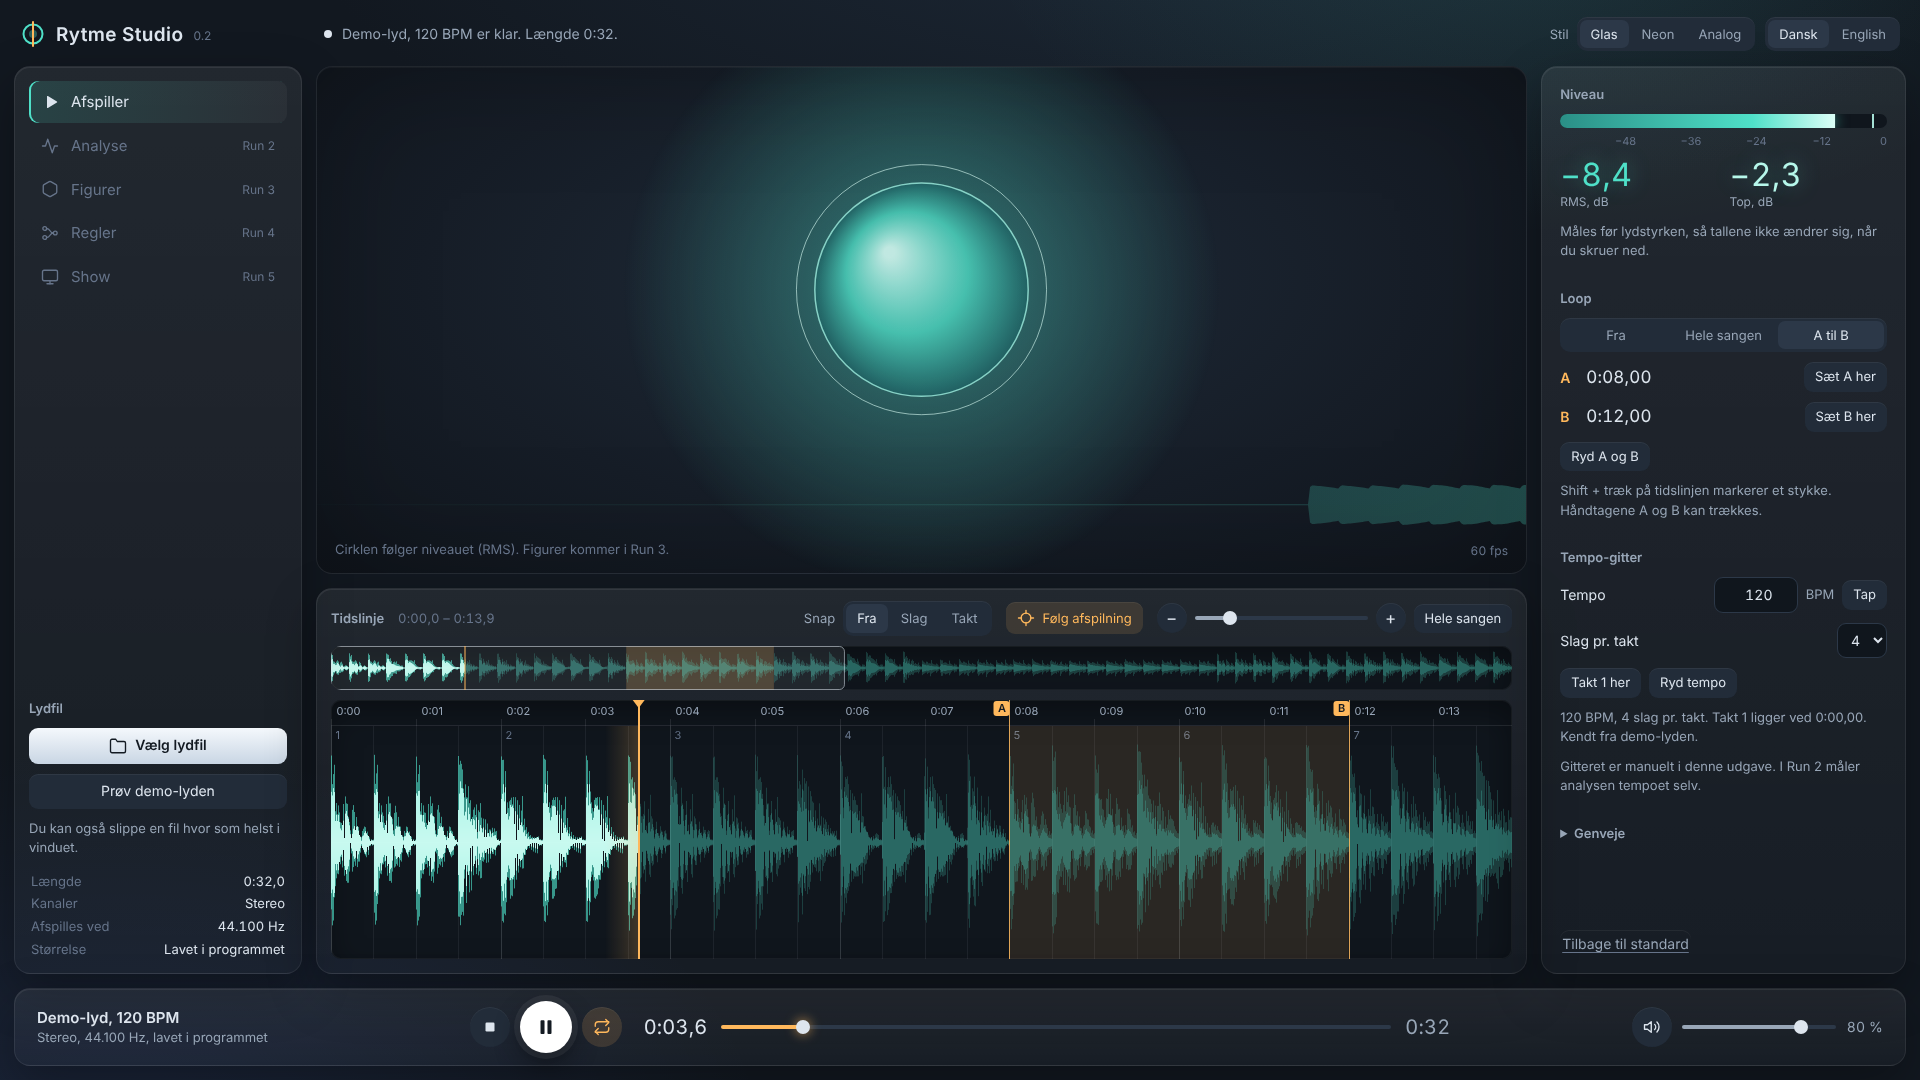 Rytme Studio 0.2
Demo-lyd, 120 BPM er klar. Længde 0:32.
Stil Glas Neon Analog Dansk English
Afspiller
Analyse Run 2
Figurer Run 3
Regler Run 4
Show Run 5
Lydfil
Vælg lydfil
Prøv demo-lyden
Du kan også slippe en fil hvor som helst i
vinduet.
Længde 0:32,0
Kanaler Stereo
Afspilles ved 44.100 Hz
Størrelse Lavet i programmet
Cirklen følger niveauet (RMS). Figurer kommer i Run 3.
60 fps
Tidslinje 0:00,0 – 0:13,9
Snap Fra Slag Takt Følg afspilning − + Hele sangen
0:00 0:01 0:02 0:03 0:04 0:05 0:06 0:07 A 0:08 0:09 0:10 0:11 B 0:12 0:13
1 2 3 4 5 6 7
Niveau
−48 −36 −24 −12 0
−8,4 −2,3
RMS, dB Top, dB
Måles før lydstyrken, så tallene ikke ændrer sig, når
du skruer ned.
Loop
Fra Hele sangen A til B
A 0:08,00 Sæt A her
B 0:12,00 Sæt B her
Ryd A og B
Shift + træk på tidslinjen markerer et stykke.
Håndtagene A og B kan trækkes.
Tempo-gitter
Tempo 120 BPM Tap
Slag pr. takt 4
Takt 1 her Ryd tempo
120 BPM, 4 slag pr. takt. Takt 1 ligger ved 0:00,00.
Kendt fra demo-lyden.
Gitteret er manuelt i denne udgave. I Run 2 måler
analysen tempoet selv.
Genveje
Tilbage til standard
Demo-lyd, 120 BPM
Stereo, 44.100 Hz, lavet i programmet
0:03,6 0:32
80 %